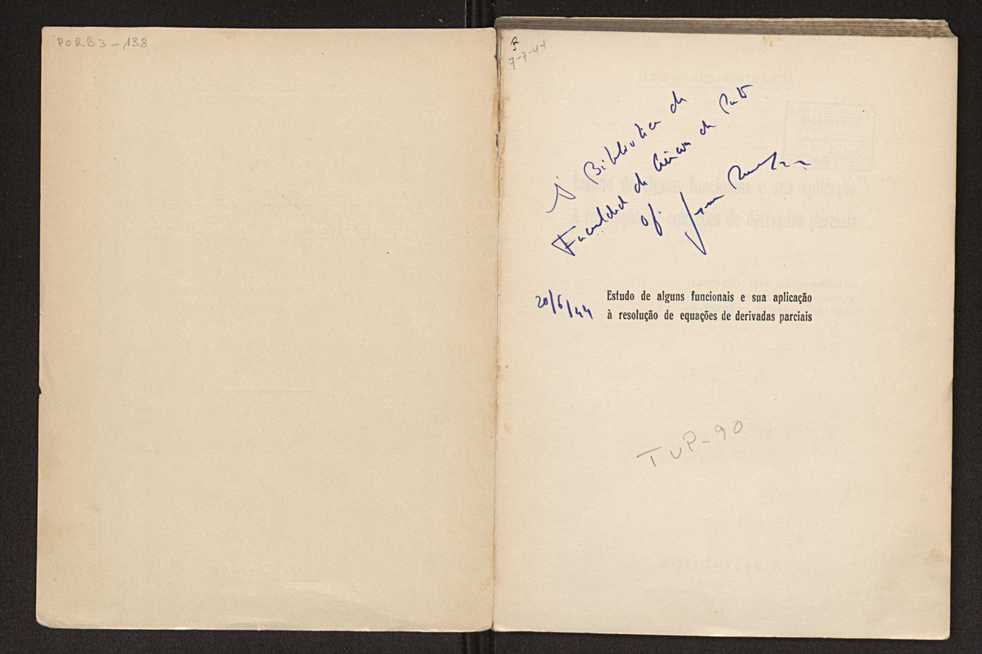 PORB3-138
7-7-44
À Biblioteca da
Faculdade de Ciências do Porto
of.
20/6/44
Estudo de alguns funcionais e sua aplicação
à resolução de equações de derivadas parciais
TUP-90